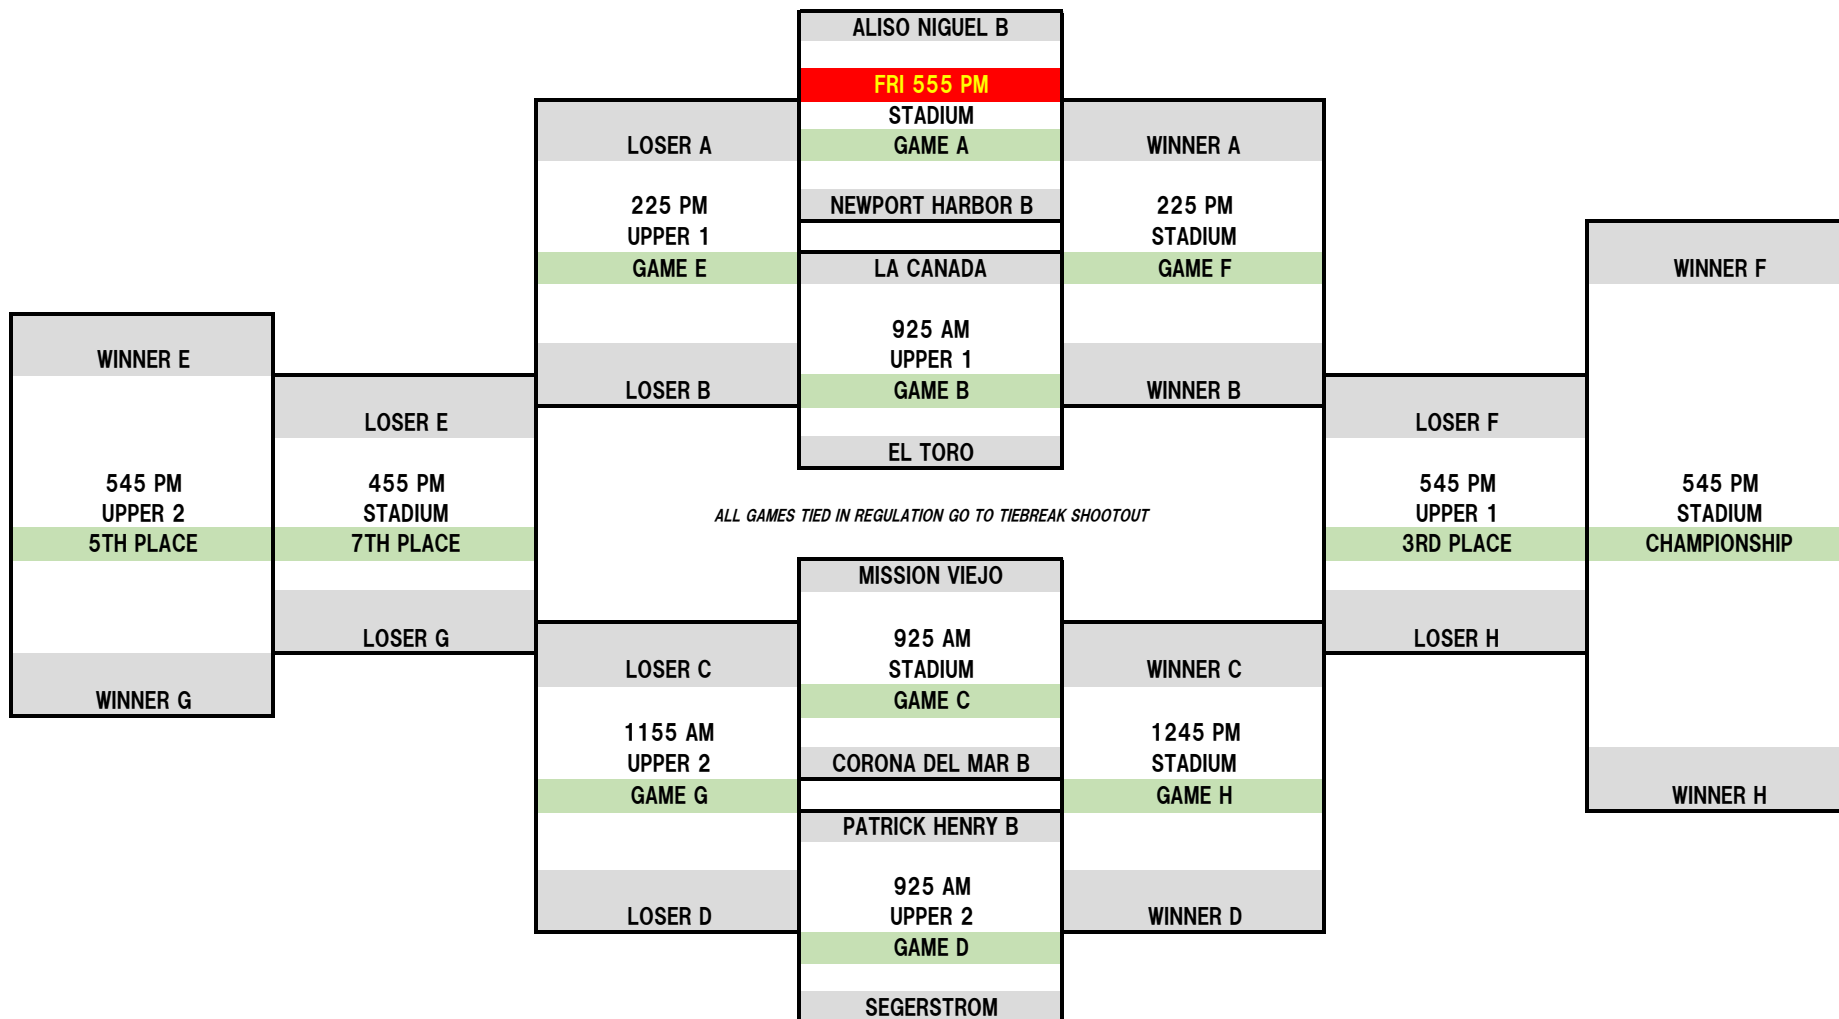 ALISO NIGUEL B
FRI 555 PM
STADIUM
GAME A
NEWPORT HARBOR B
LOSER A
225 PM
UPPER 1
GAME E
LOSER B
WINNER A
225 PM
STADIUM
GAME F
WINNER B
LA CANADA
925 AM
UPPER 1
GAME B
EL TORO
WINNER E
545 PM
UPPER 2
5TH PLACE
WINNER G
LOSER E
455 PM
STADIUM
7TH PLACE
LOSER G
ALL GAMES TIED IN REGULATION GO TO TIEBREAK SHOOTOUT
LOSER F
545 PM
UPPER 1
3RD PLACE
LOSER H
WINNER F
545 PM
STADIUM
CHAMPIONSHIP
WINNER H
MISSION VIEJO
925 AM
STADIUM
GAME C
CORONA DEL MAR B
LOSER C
1155 AM
UPPER 2
GAME G
LOSER D
WINNER C
1245 PM
STADIUM
GAME H
WINNER D
PATRICK HENRY B
925 AM
UPPER 2
GAME D
SEGERSTROM